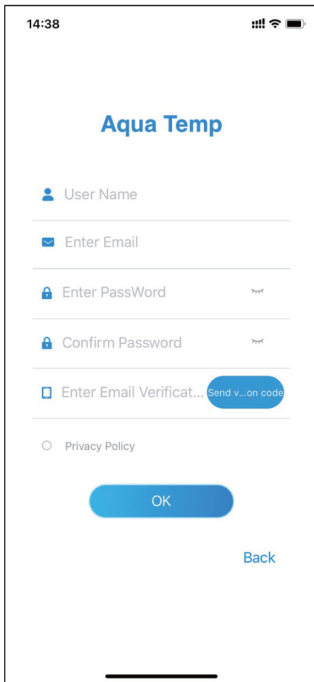 14:38
Aqua Temp
User Name
Enter Email
Enter PassWord
Confirm Password
Enter Email Verificat...
Send v...on code
Privacy Policy
OK
Back